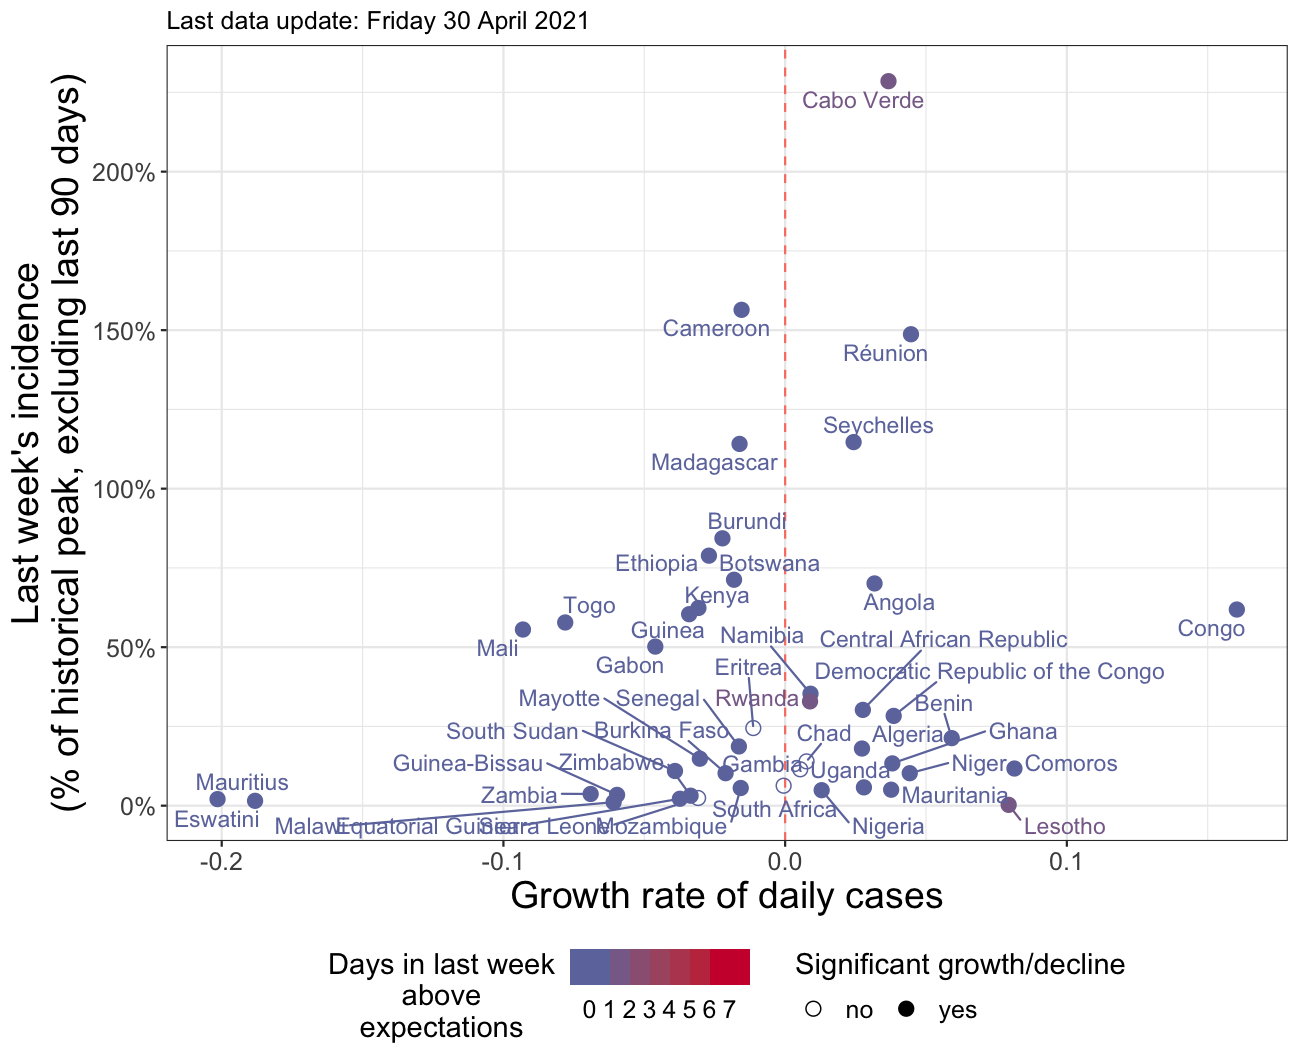 Last data update: Friday 30 April 2021
Last week's incidence
(% of historical peak, excluding last 90 days)
200%
150%
100%
50%
0%
Cabo Verde
Cameroon
Réunion
Seychelles
Madagascar
Burundi
Ethiopia
Botswana
Kenya
Angola
Togo
Congo
Guinea
Namibia
Central African Republic
Mali
Gabon
Eritrea
Democratic Republic of the Congo
Mayotte
Senegal
Rwanda
Benin
South Sudan
Burkina Faso
Chad
Algeria
Ghana
Guinea-Bissau
Zimbabwe
Gambia
Uganda
Niger
Comoros
Mauritius
Zambia
Mauritania
Eswatini
South Africa
Malawi
Equatorial Guinea
Sierra Leone
Mozambique
Nigeria
Lesotho
-0.2
-0.1
0.0
0.1
Growth rate of daily cases
Days in last week
above
expectations
0 1 2 3 4 5 6 7
Significant growth/decline
no
yes